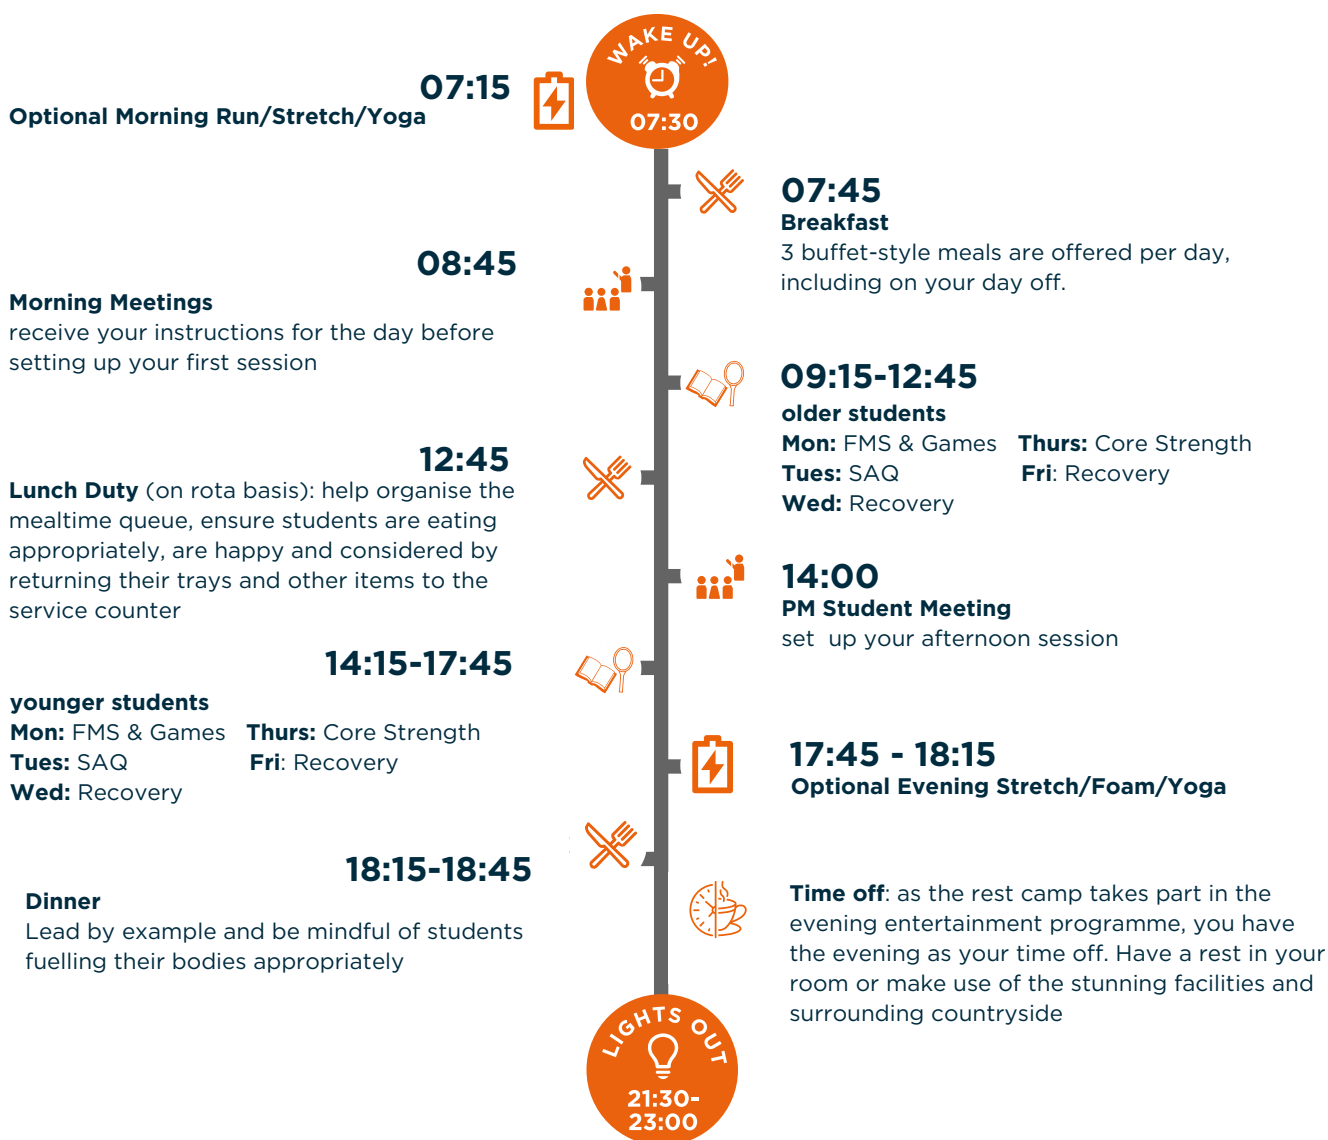 WAKE UP!
07:30
07:15
Optional Morning Run/Stretch/Yoga
07:45
Breakfast
3 buffet-style meals are offered per day,
including on your day off.
08:45
Morning Meetings
receive your instructions for the day before
setting up your first session
09:15-12:45
older students
Mon: FMS & Games Thurs: Core Strength
Tues: SAQ Fri: Recovery
Wed: Recovery
12:45
Lunch Duty (on rota basis): help organise the
mealtime queue, ensure students are eating
appropriately, are happy and considered by
returning their trays and other items to the
service counter
14:00
PM Student Meeting
set up your afternoon session
14:15-17:45
younger students
Mon: FMS & Games Thurs: Core Strength
Tues: SAQ Fri: Recovery
Wed: Recovery
17:45 - 18:15
Optional Evening Stretch/Foam/Yoga
18:15-18:45
Dinner
Lead by example and be mindful of students
fuelling their bodies appropriately
Time off: as the rest camp takes part in the
evening entertainment programme, you have
the evening as your time off. Have a rest in your
room or make use of the stunning facilities and
surrounding countryside
LIGHTS OUT
21:30-
23:00